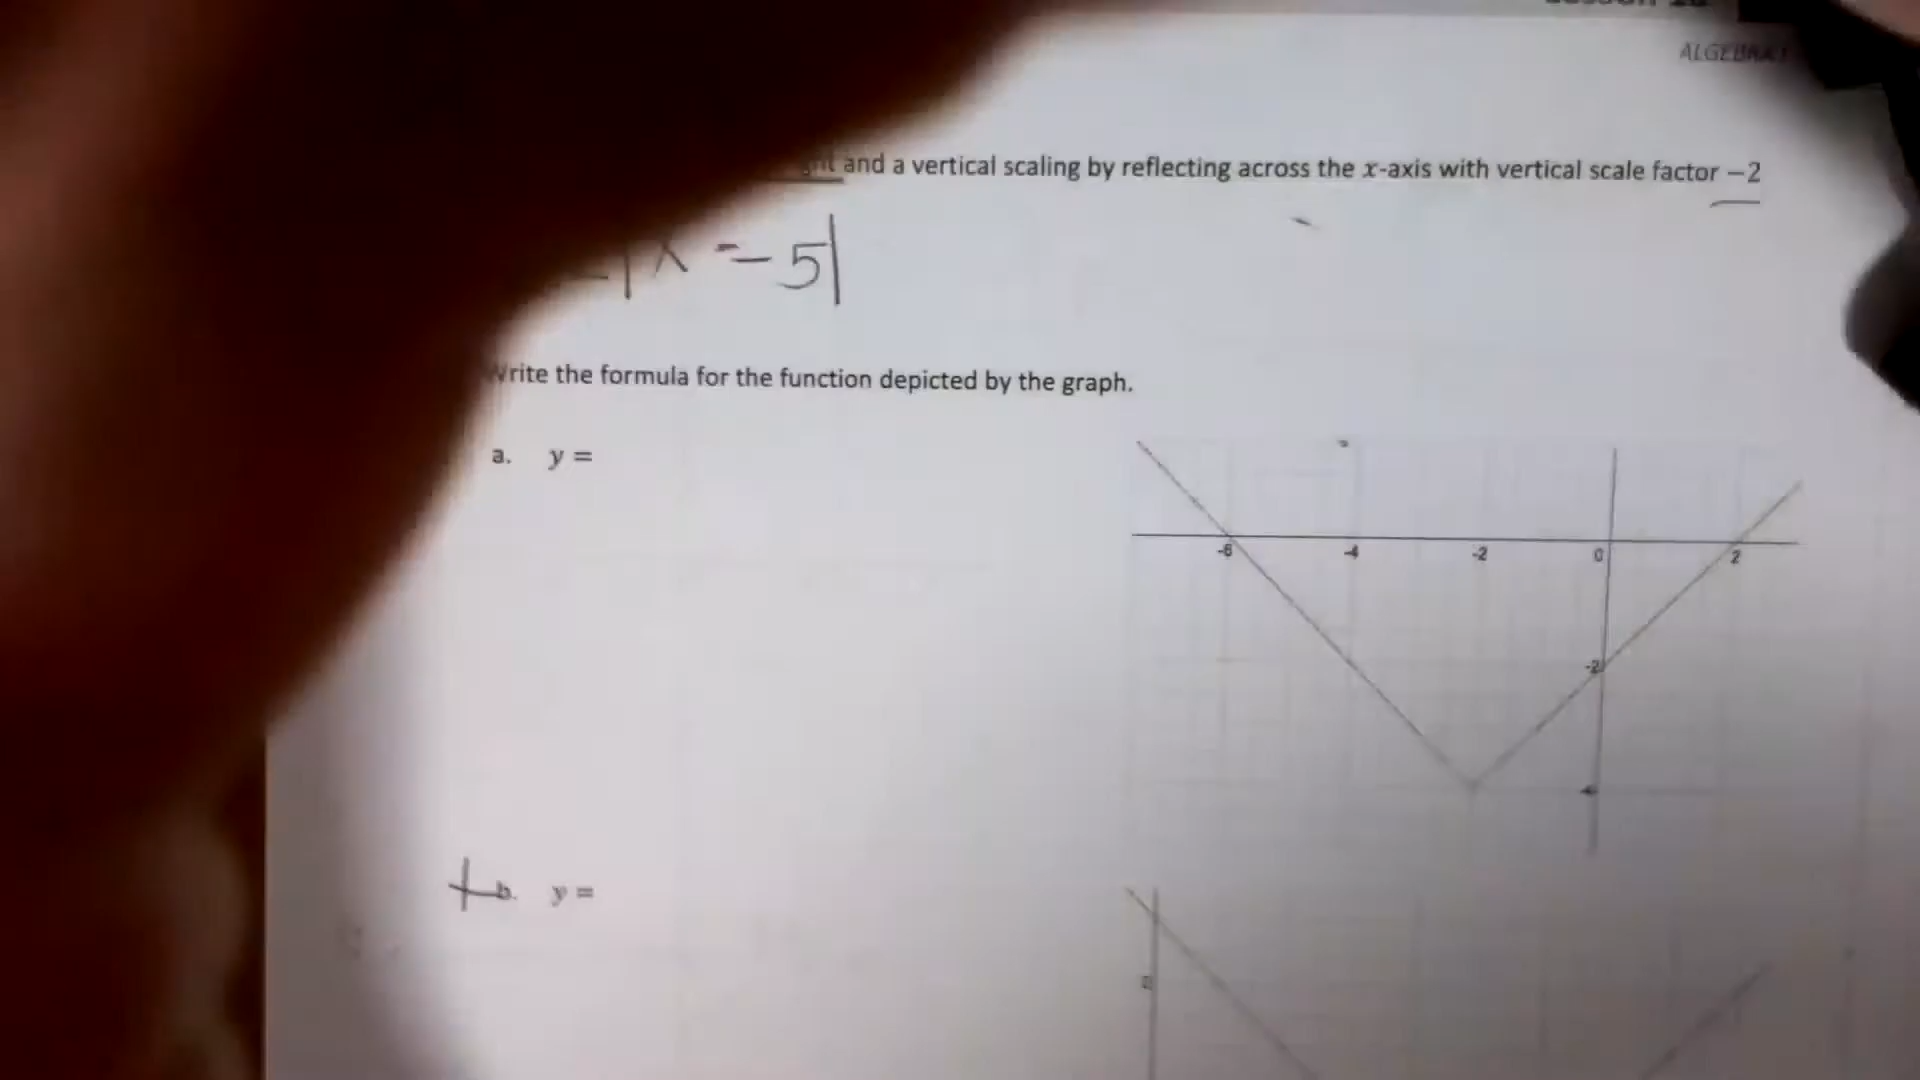 ALGEBRA I
and a vertical scaling by reflecting across the x-axis with vertical scale factor −2
-|x - 5|
Write the formula for the function depicted by the graph.
a. y =
-6 -4 -2 0 2
-2
-4
b. y =